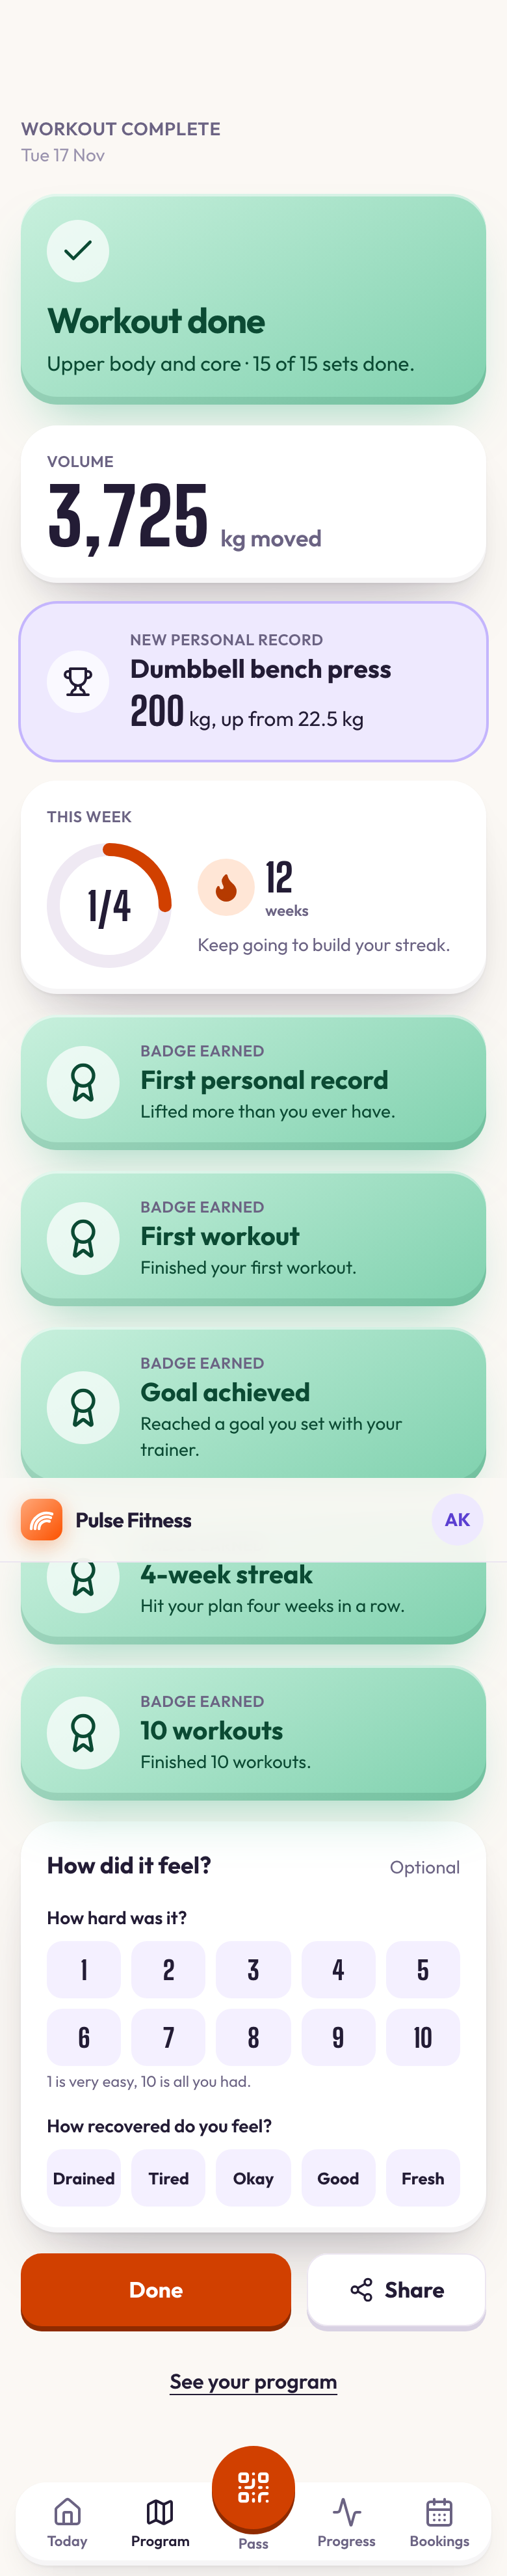 WORKOUT COMPLETE
Tue 17 Nov
Workout done
Upper body and core · 15 of 15 sets done.
VOLUME
3,725 kg moved
NEW PERSONAL RECORD
Dumbbell bench press
200 kg, up from 22.5 kg
THIS WEEK
1/4
12
weeks
Keep going to build your streak.
BADGE EARNED
First personal record
Lifted more than you ever have.
BADGE EARNED
First workout
Finished your first workout.
BADGE EARNED
Goal achieved
Reached a goal you set with your
trainer.
Pulse Fitness
AK
4-week streak
Hit your plan four weeks in a row.
BADGE EARNED
10 workouts
Finished 10 workouts.
How did it feel?
Optional
How hard was it?
1 2 3 4 5
6 7 8 9 10
1 is very easy, 10 is all you had.
How recovered do you feel?
Drained Tired Okay Good Fresh
Done
Share
See your program
Today Program Pass Progress Bookings